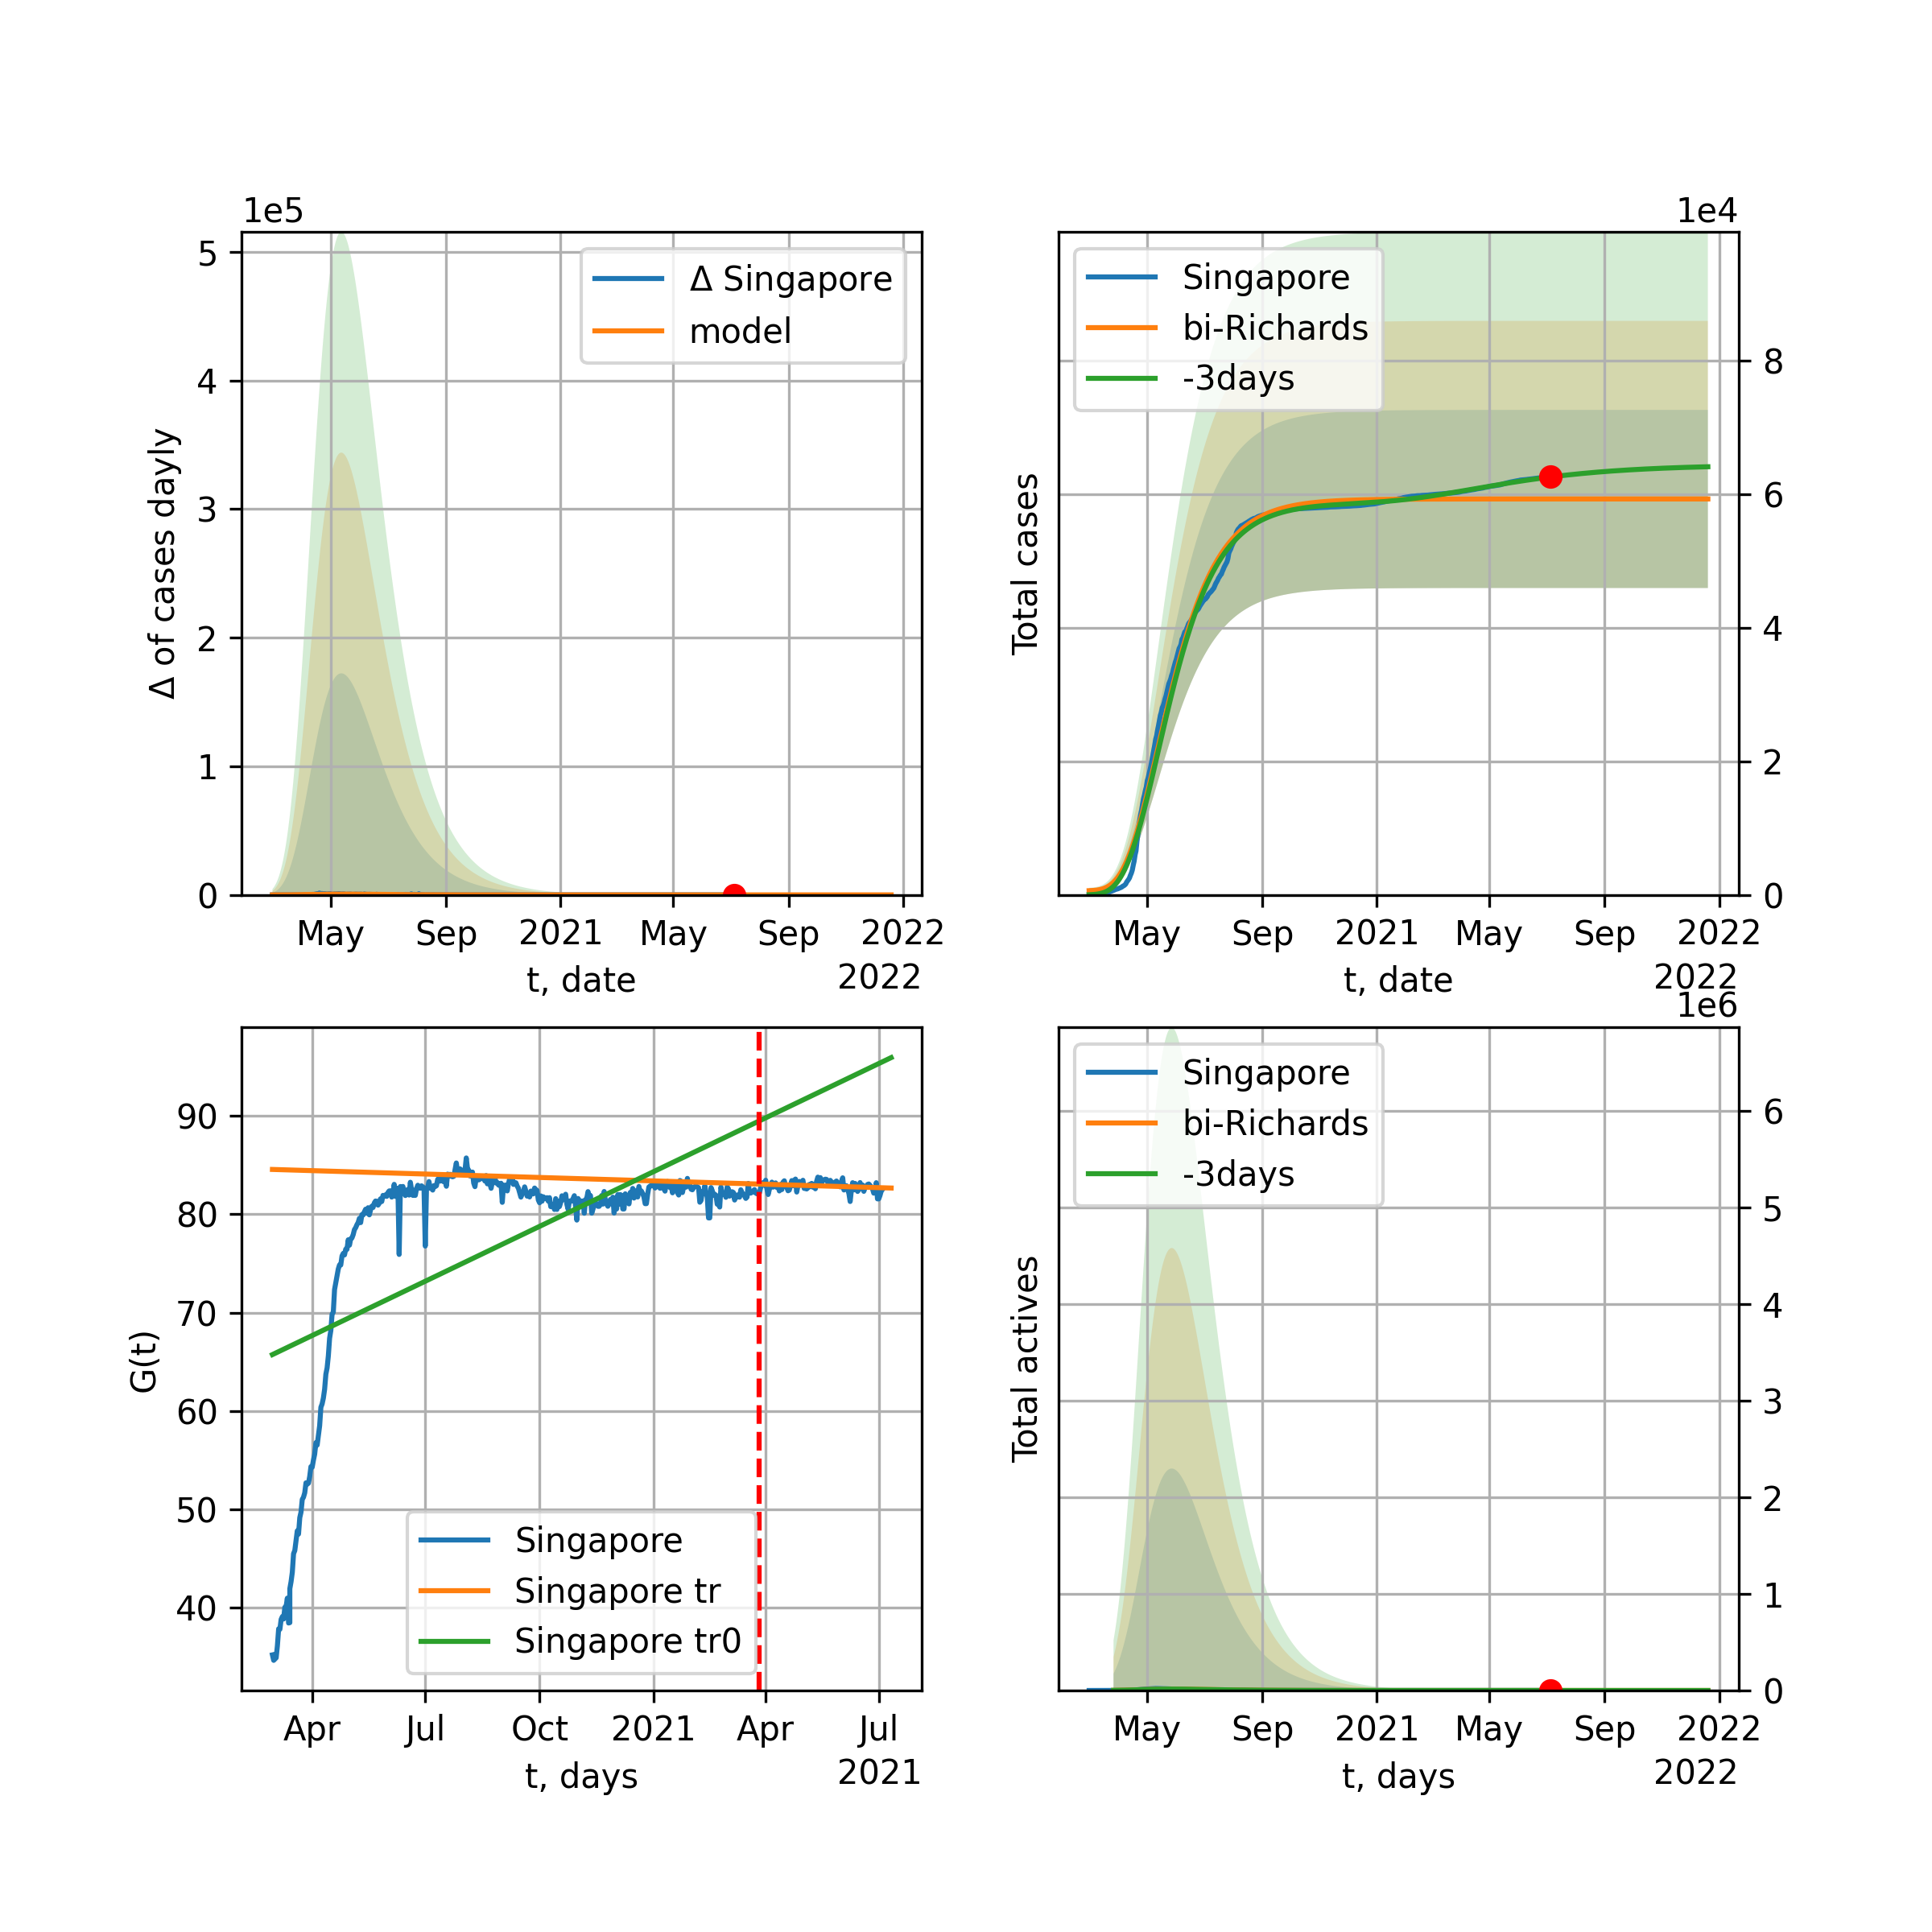 1e5
5
4
3
2
1
0
Δ of cases dayly
Δ Singapore
model
May Sep 2021 May Sep 2022
t, date
2022
1e4
Singapore
bi-Richards
-3days
Total cases
8
6
4
2
0
May Sep 2021 May Sep 2022
t, date
2022
90
80
70
60
50
40
G(t)
Singapore
Singapore tr
Singapore tr0
Apr Jul Oct 2021 Apr Jul
t, days
2021
1e6
Singapore
bi-Richards
-3days
Total actives
6
5
4
3
2
1
0
May Sep 2021 May Sep 2022
t, days
2022